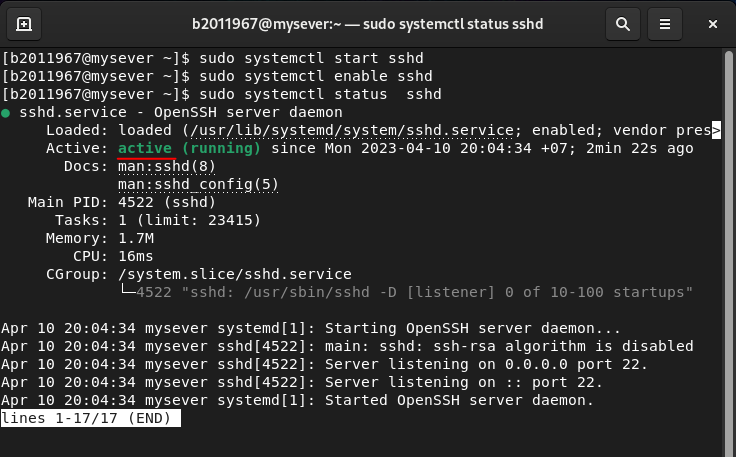 b2011967@mysever:~ — sudo systemctl status sshd
[b2011967@mysever ~]$ sudo systemctl start sshd
[b2011967@mysever ~]$ sudo systemctl enable sshd
[b2011967@mysever ~]$ sudo systemctl status  sshd
● sshd.service - OpenSSH server daemon
     Loaded: loaded (/usr/lib/systemd/system/sshd.service; enabled; vendor pres>
     Active: active (running) since Mon 2023-04-10 20:04:34 +07; 2min 22s ago
       Docs: man:sshd(8)
             man:sshd_config(5)
   Main PID: 4522 (sshd)
      Tasks: 1 (limit: 23415)
     Memory: 1.7M
        CPU: 16ms
     CGroup: /system.slice/sshd.service
             └─4522 "sshd: /usr/sbin/sshd -D [listener] 0 of 10-100 startups"
Apr 10 20:04:34 mysever systemd[1]: Starting OpenSSH server daemon...
Apr 10 20:04:34 mysever sshd[4522]: main: sshd: ssh-rsa algorithm is disabled
Apr 10 20:04:34 mysever sshd[4522]: Server listening on 0.0.0.0 port 22.
Apr 10 20:04:34 mysever sshd[4522]: Server listening on :: port 22.
Apr 10 20:04:34 mysever systemd[1]: Started OpenSSH server daemon.
lines 1-17/17 (END)